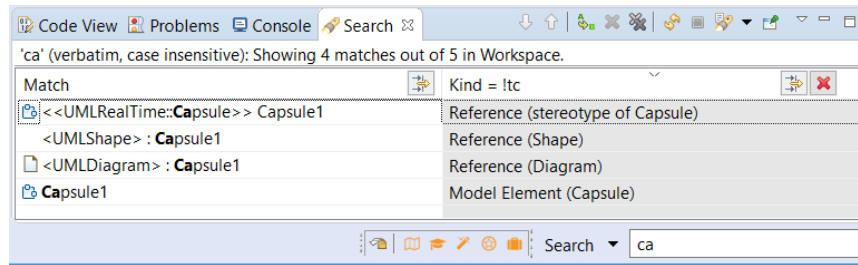 Code View Problems Console Search
'ca' (verbatim, case insensitive): Showing 4 matches out of 5 in Workspace.
Match Kind = !tc
<<UMLRealTime::Capsule>> Capsule1 Reference (stereotype of Capsule)
<UMLShape> : Capsule1 Reference (Shape)
<UMLDiagram> : Capsule1 Reference (Diagram)
Capsule1 Model Element (Capsule)
Search ca